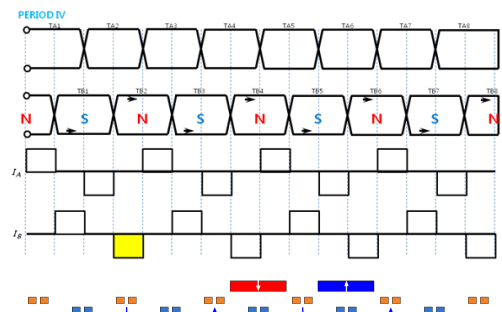 PERIOD IV
TA1 TA2 TA3 TA4 TA5 TA6 TA7 TA8
TB1 TB2 TB3 TB4 TB5 TB6 TB7 TB8
N S N S N S N S N
I_A
I_B